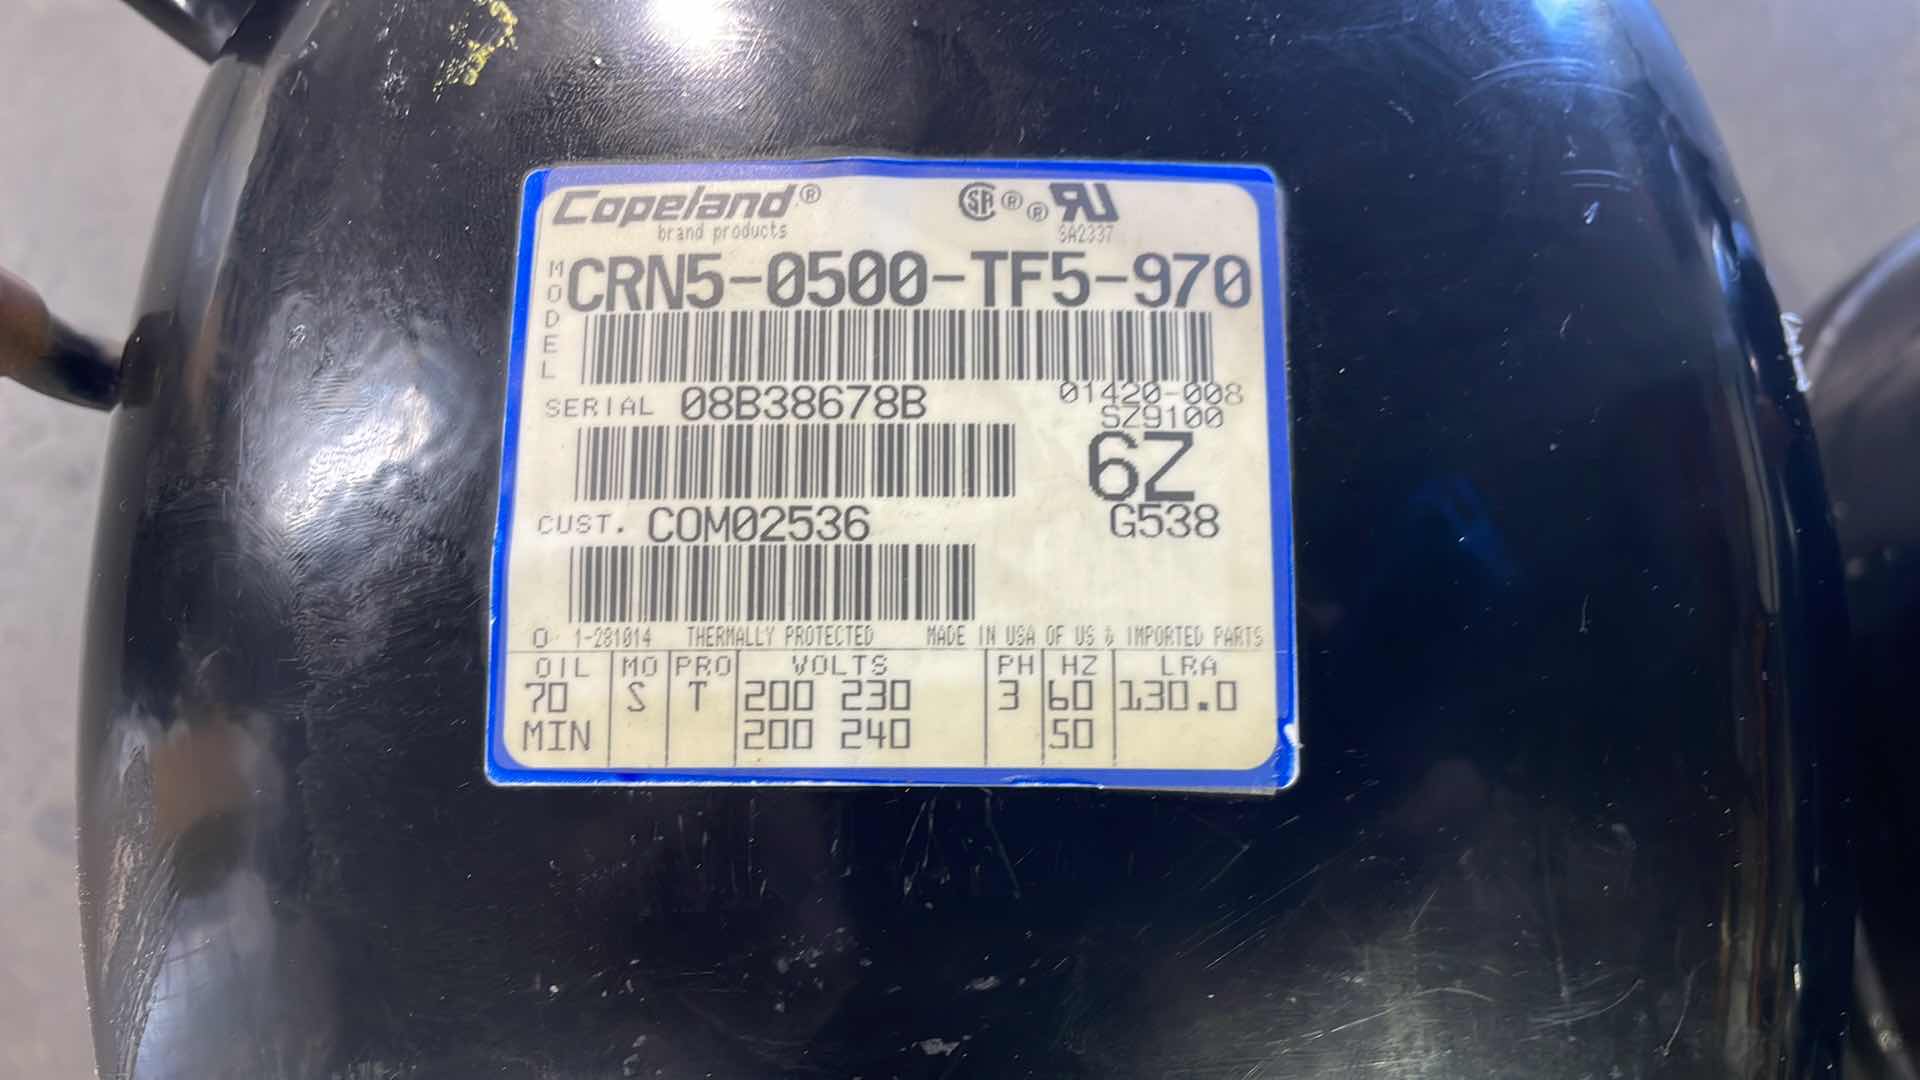 Copeland®
brand products
SA ® ® RU
SA2337
MODEL CRN5-0500-TF5-970
SERIAL 08B38678B
01420-008
SZ9100
6Z
G538
CUST. COM02536
O 1-281014 THERMALLY PROTECTED MADE IN USA OF US & IMPORTED PARTS
OIL MO PRO VOLTS PH HZ LRA
70 S T 200 230 3 60 130.0
MIN 200 240 50